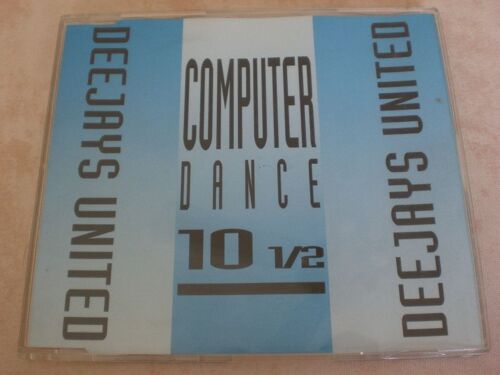 DEEJAYS UNITED
COMPUTER
DANCE
10 1/2
DEEJAYS UNITED